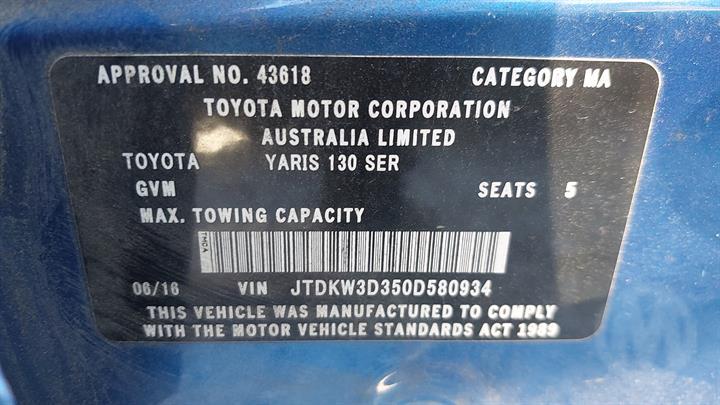 APPROVAL NO. 43618 CATEGORY MA
TOYOTA MOTOR CORPORATION
AUSTRALIA LIMITED
TOYOTA YARIS 130 SER
GVM SEATS 5
MAX. TOWING CAPACITY
TMCA
06/16 VIN JTDKW3D350D580934
THIS VEHICLE WAS MANUFACTURED TO COMPLY
WITH THE MOTOR VEHICLE STANDARDS ACT 1989